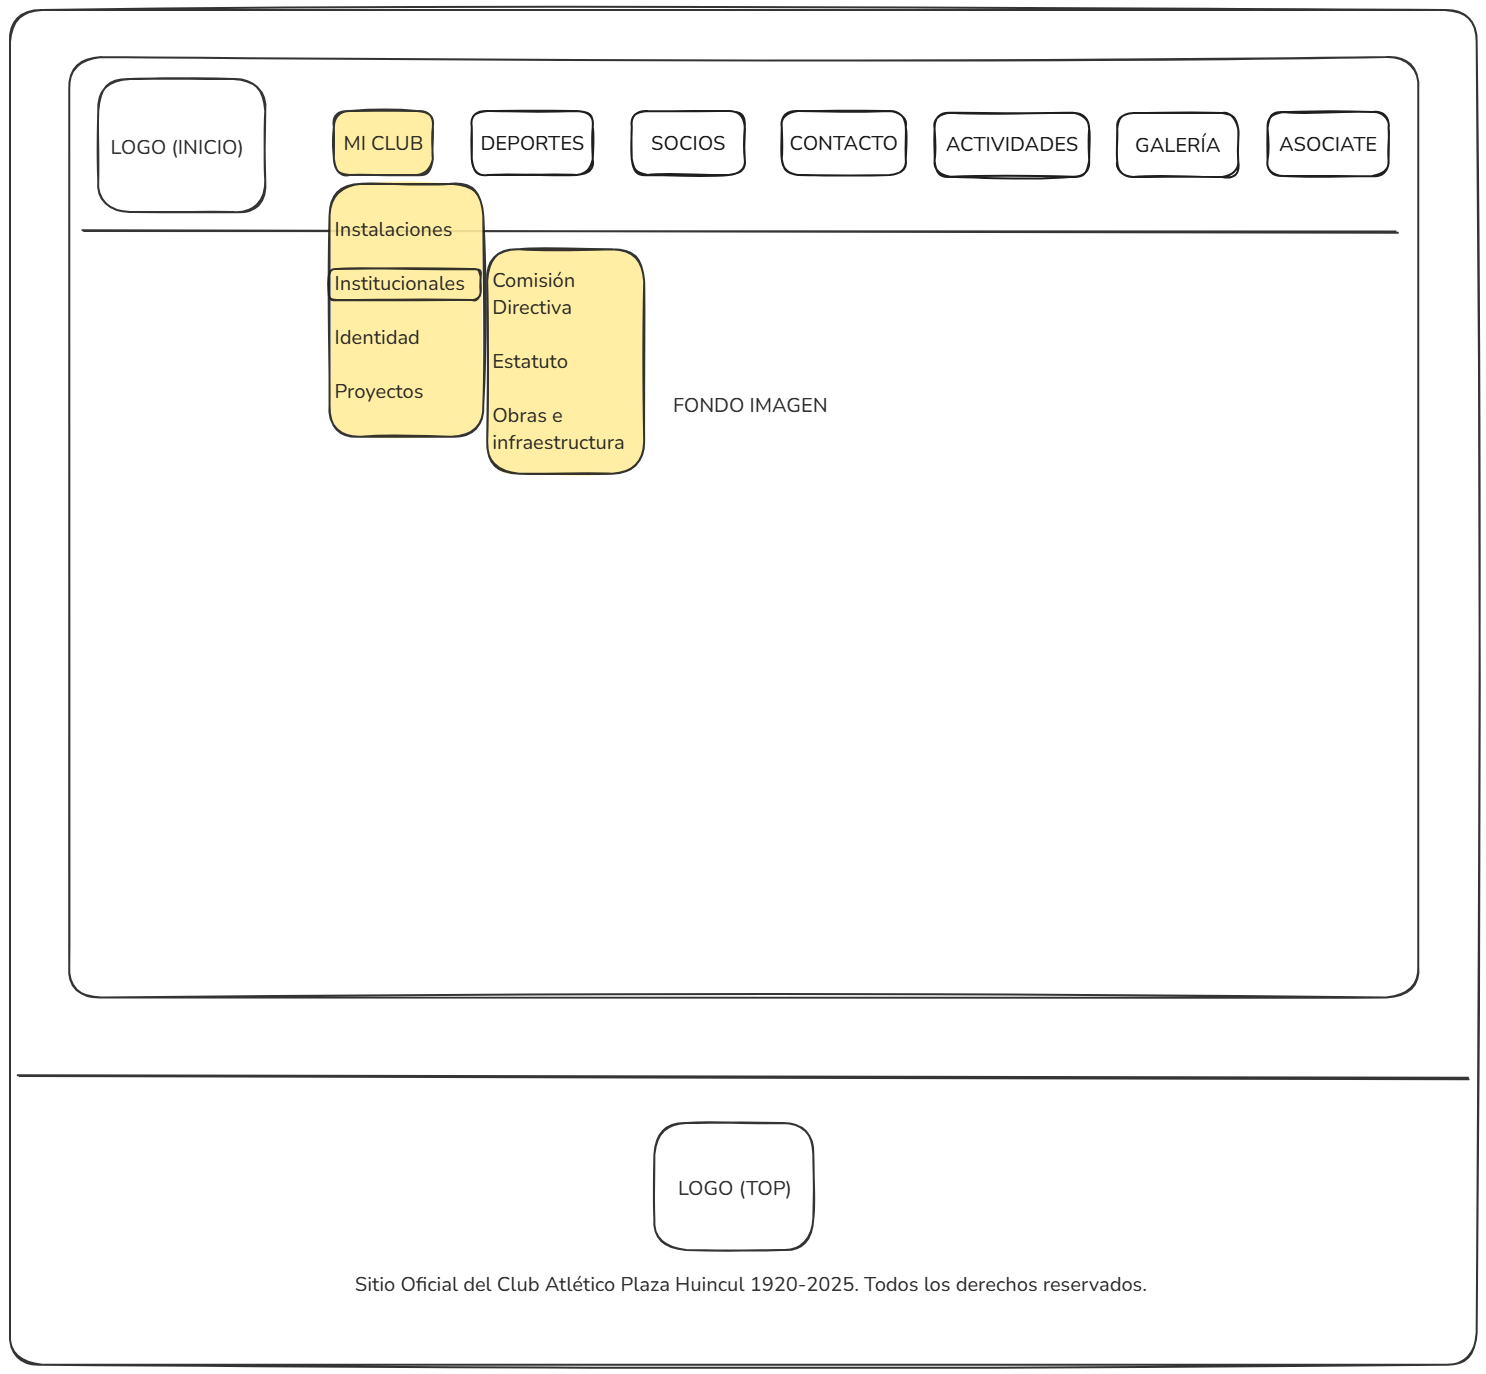 LOGO (INICIO)
MI CLUB
DEPORTES
SOCIOS
CONTACTO
ACTIVIDADES
GALERÍA
ASOCIATE
Instalaciones
Institucionales
Identidad
Proyectos
Comisión
Directiva
Estatuto
Obras e
infraestructura
FONDO IMAGEN
LOGO (TOP)
Sitio Oficial del Club Atlético Plaza Huincul 1920-2025. Todos los derechos reservados.